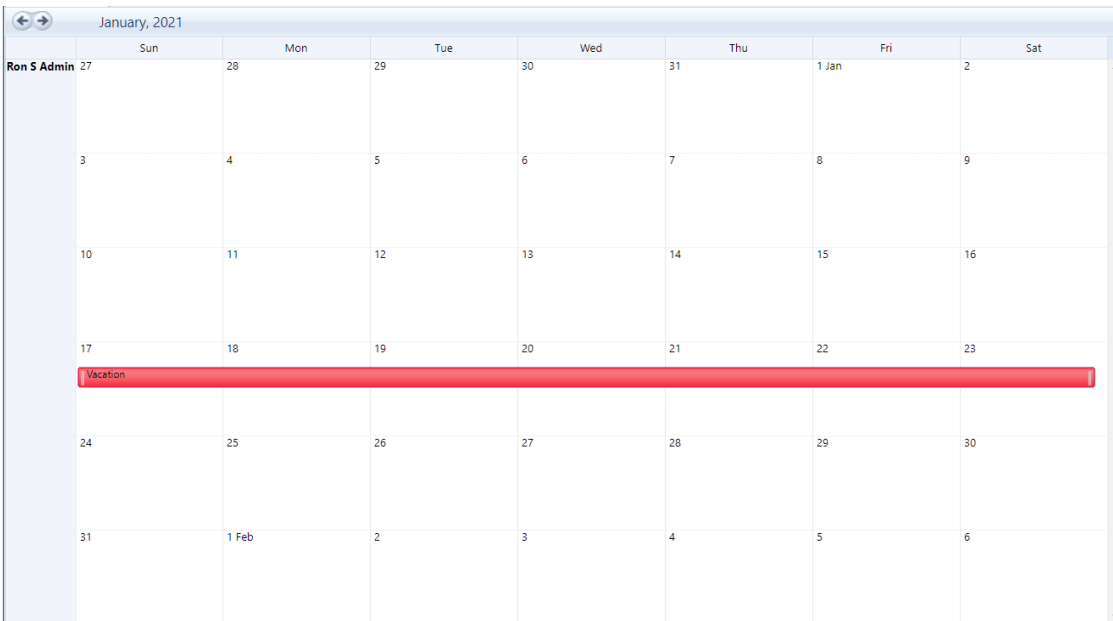 January, 2021
Sun Mon Tue Wed Thu Fri Sat
Ron S Admin 27 28 29 30 31 1 Jan 2
3 4 5 6 7 8 9
10 11 12 13 14 15 16
17 18 19 20 21 22 23
Vacation
24 25 26 27 28 29 30
31 1 Feb 2 3 4 5 6